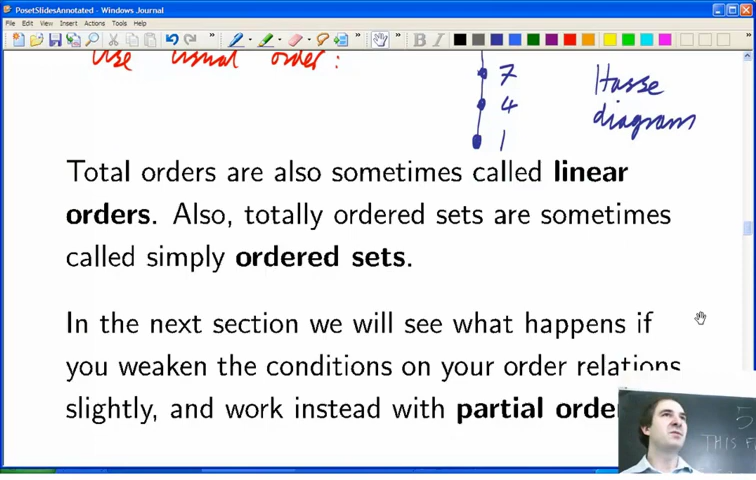 PosetSlidesAnnotated - Windows Journal
File Edit View Insert Actions Tools Help
B I
use usual order:
7
4
1
Hasse
diagram
Total orders are also sometimes called linear
orders. Also, totally ordered sets are sometimes
called simply ordered sets.
In the next section we will see what happens if
you weaken the conditions on your order relations
slightly, and work instead with partial orde
5
THIS F